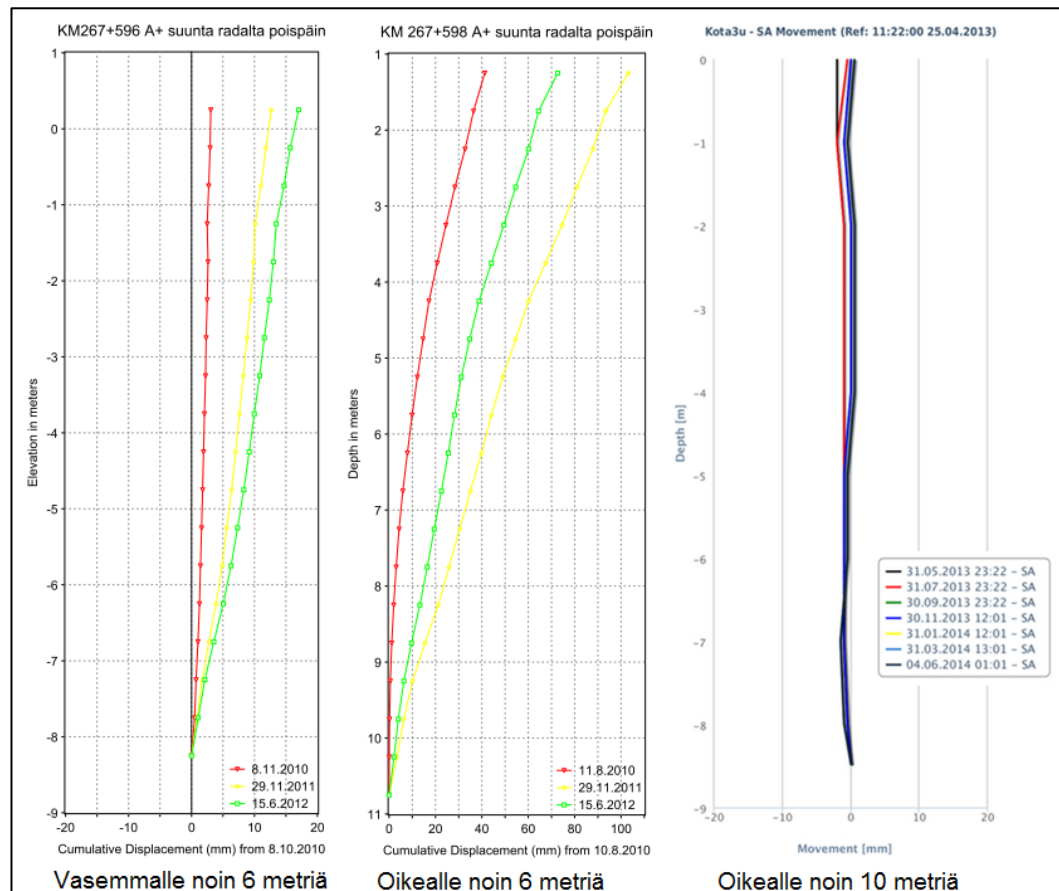 KM267+596 A+ suunta radalta poispäin
1
0
-1
-2
-3
-4
-5
-6
-7
-8
-9
Elevation in meters
-20
-10
0
10
20
8.11.2010
29.11.2011
15.6.2012
Cumulative Displacement (mm) from 8.10.2010
Vasemmalle noin 6 metriä
KM 267+598 A+ suunta radalta poispäin
1
2
3
4
5
6
7
8
9
10
11
Depth in meters
0
20
40
60
80
100
11.8.2010
29.11.2011
15.6.2012
Cumulative Displacement (mm) from 10.8.2010
Oikealle noin 6 metriä
Kota3u - SA Movement (Ref: 11:22:00 25.04.2013)
0
-1
-2
-3
-4
-5
-6
-7
-8
-9
Depth [m]
-20
-10
0
10
20
31.05.2013 23:22 – SA
31.07.2013 23:22 – SA
30.09.2013 23:22 – SA
30.11.2013 12:01 – SA
31.01.2014 12:01 – SA
31.03.2014 13:01 – SA
04.06.2014 01:01 – SA
Movement [mm]
Oikealle noin 10 metriä